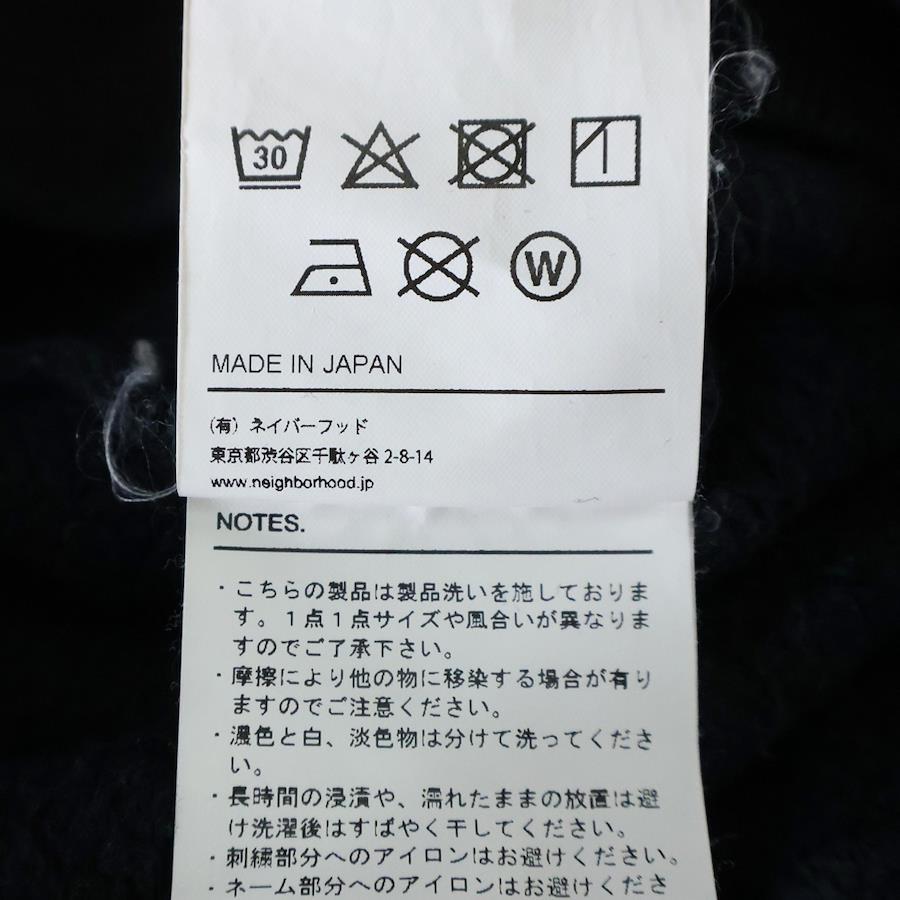 30
W
MADE IN JAPAN
(有) ネイバーフッド
東京都渋谷区千駄ヶ谷 2-8-14
www.neighborhood.jp
NOTES.
・こちらの製品は製品洗いを施しておりま
す。１点１点サイズや風合いが異なりま
すのでご了承下さい。
・摩擦により他の物に移染する場合が有り
ますのでご注意ください。
・濃色と白、淡色物は分けて洗ってくださ
い。
・長時間の浸漬や、濡れたままの放置は避
け洗濯後はすばやく干してください。
・刺繍部分へのアイロンはお避けください。
・ネーム部分へのアイロンはお避けくださ